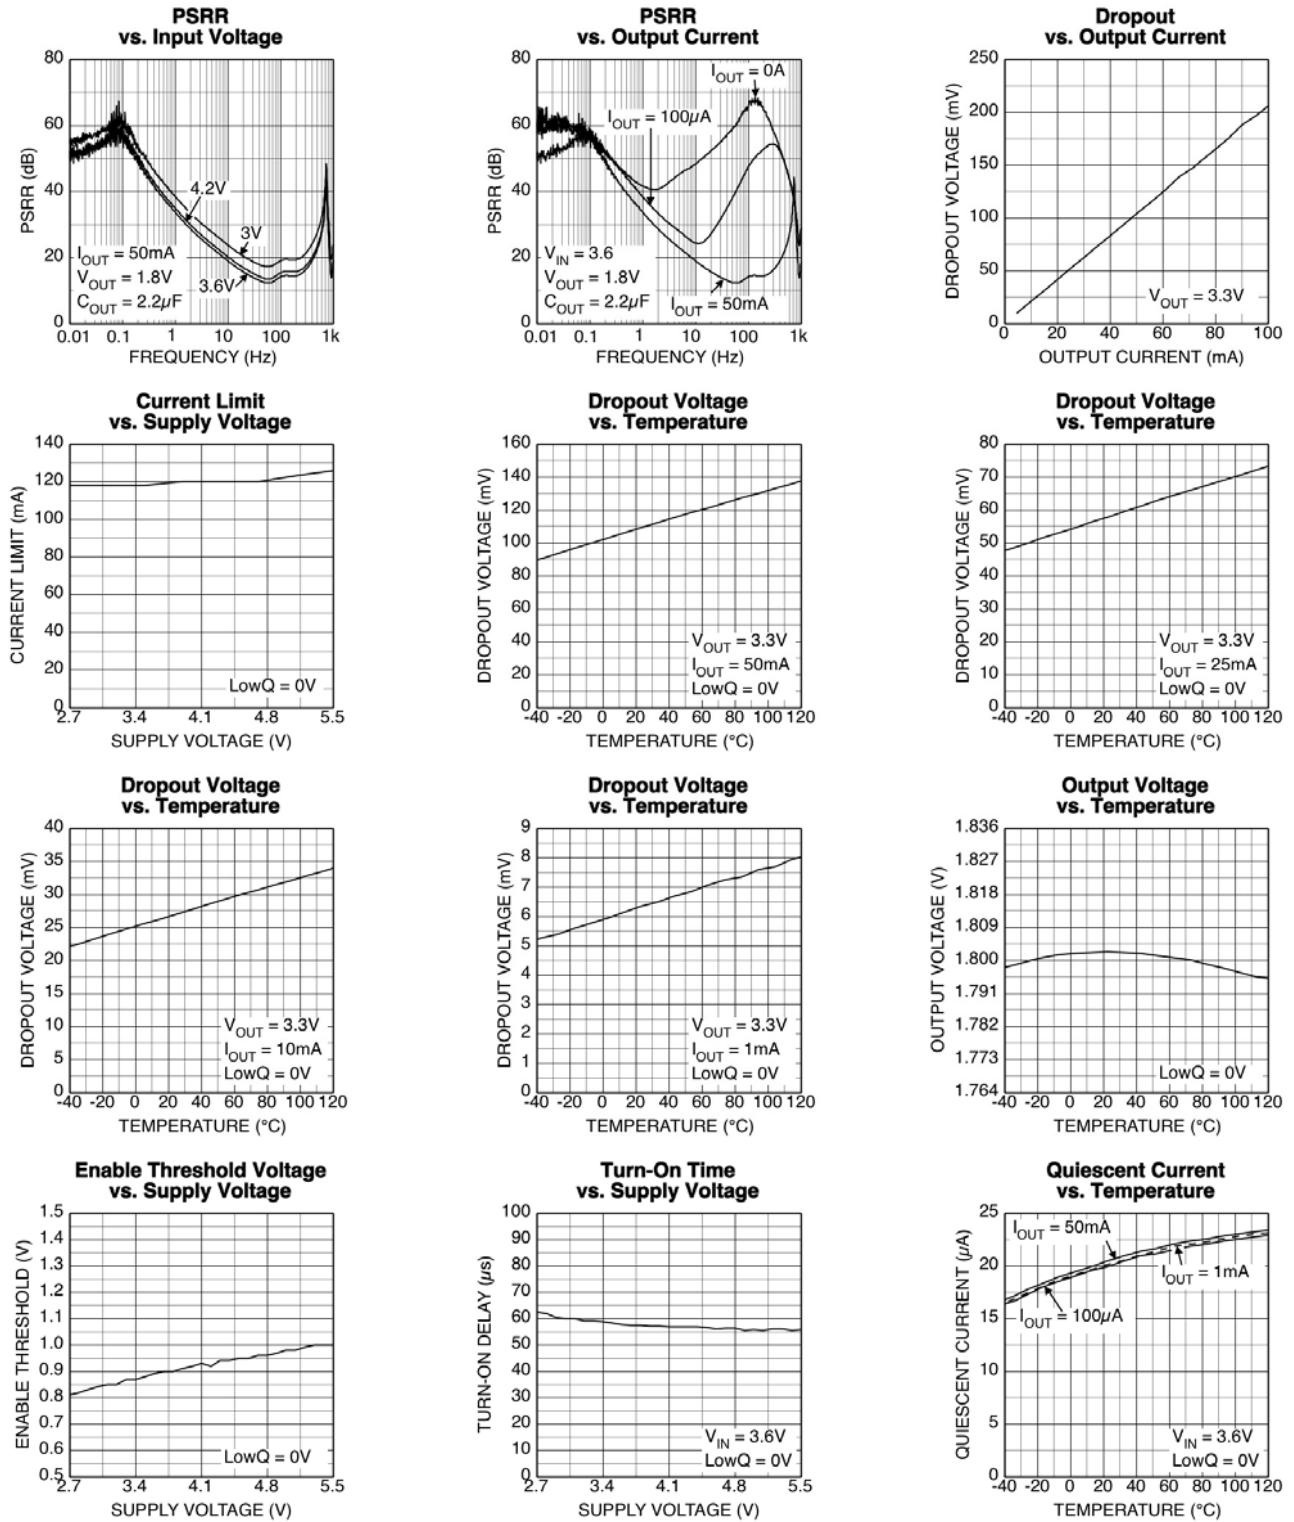 PSRR
vs. Input Voltage
80
60
40
20
0
PSRR (dB)
4.2V
3V
3.6V
IOUT = 50mA
VOUT = 1.8V
COUT = 2.2µF
0.01 0.1 1 10 100 1k
FREQUENCY (Hz)
PSRR
vs. Output Current
80
60
40
20
0
PSRR (dB)
IOUT = 0A
IOUT = 100µA
VIN = 3.6
VOUT = 1.8V
COUT = 2.2µF
IOUT = 50mA
0.01 0.1 1 10 100 1k
FREQUENCY (Hz)
Dropout
vs. Output Current
250
200
150
100
50
0
DROPOUT VOLTAGE (mV)
VOUT = 3.3V
0 20 40 60 80 100
OUTPUT CURRENT (mA)
Current Limit
vs. Supply Voltage
140
120
100
80
60
40
20
0
CURRENT LIMIT (mA)
LowQ = 0V
2.7 3.4 4.1 4.8 5.5
SUPPLY VOLTAGE (V)
Dropout Voltage
vs. Temperature
160
140
120
100
80
60
40
20
0
DROPOUT VOLTAGE (mV)
VOUT = 3.3V
IOUT = 50mA
LowQ = 0V
-40 -20 0 20 40 60 80 100 120
TEMPERATURE (°C)
Dropout Voltage
vs. Temperature
80
70
60
50
40
30
20
10
0
DROPOUT VOLTAGE (mV)
VOUT = 3.3V
IOUT = 25mA
LowQ = 0V
-40 -20 0 20 40 60 80 100 120
TEMPERATURE (°C)
Dropout Voltage
vs. Temperature
40
35
30
25
20
15
10
5
0
DROPOUT VOLTAGE (mV)
VOUT = 3.3V
IOUT = 10mA
LowQ = 0V
-40 -20 0 20 40 60 80 100 120
TEMPERATURE (°C)
Dropout Voltage
vs. Temperature
9
8
7
6
5
4
3
2
1
0
DROPOUT VOLTAGE (mV)
VOUT = 3.3V
IOUT = 1mA
LowQ = 0V
-40 -20 0 20 40 60 80 100 120
TEMPERATURE (°C)
Output Voltage
vs. Temperature
1.836
1.827
1.818
1.809
1.800
1.791
1.782
1.773
1.764
OUTPUT VOLTAGE (V)
LowQ = 0V
-40 -20 0 20 40 60 80 100 120
TEMPERATURE (°C)
Enable Threshold Voltage
vs. Supply Voltage
1.5
1.4
1.3
1.2
1.1
1.0
0.9
0.8
0.7
0.6
0.5
ENABLE THRESHOLD (V)
LowQ = 0V
2.7 3.4 4.1 4.8 5.5
SUPPLY VOLTAGE (V)
Turn-On Time
vs. Supply Voltage
100
90
80
70
60
50
40
30
20
10
0
TURN-ON DELAY (µs)
VIN = 3.6V
LowQ = 0V
2.7 3.4 4.1 4.8 5.5
SUPPLY VOLTAGE (V)
Quiescent Current
vs. Temperature
25
20
15
10
5
0
QUIESCENT CURRENT (µA)
IOUT = 50mA
IOUT = 1mA
IOUT = 100µA
VIN = 3.6V
LowQ = 0V
-40 -20 0 20 40 60 80 100 120
TEMPERATURE (°C)